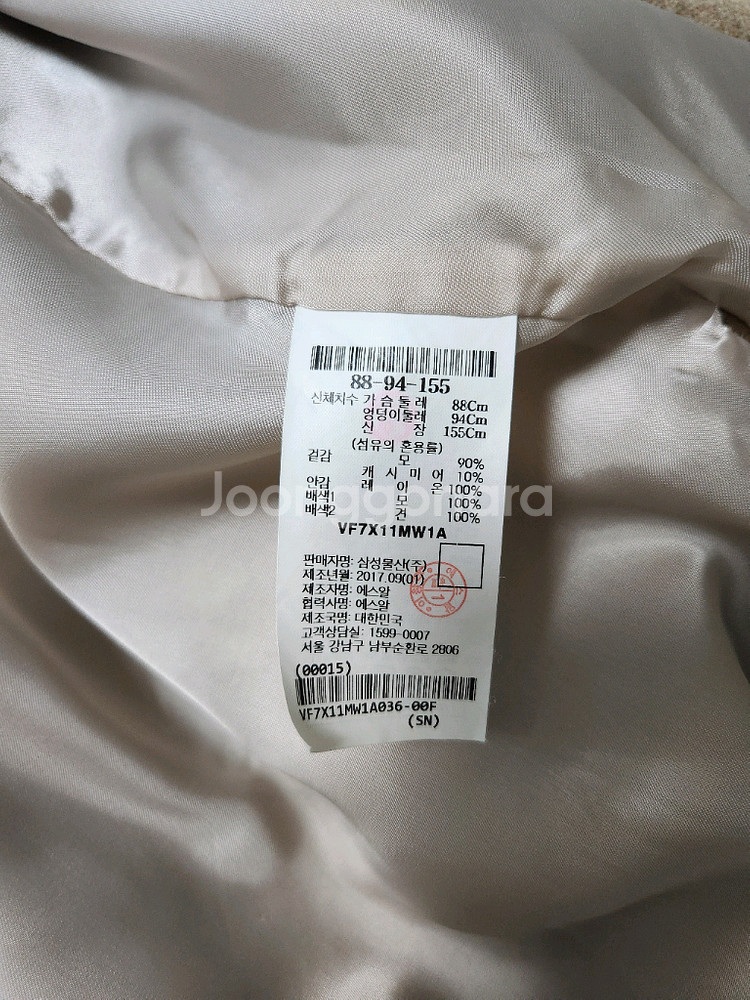 88-94-155
신체치수 가슴둘레 88Cm
엉덩이둘레 94Cm
신 장 155Cm
(섬유의 혼용률)
겉감 모 90%
캐시미어 10%
안감 레이온 100%
배색1 모 100%
배색2 견 100%
Joonggonara
VF7X11MW1A
판매자명: 삼성물산(주)
제조년월: 2017.09(01)
제조자명: 에스알
협력사명: 에스알
제조국명: 대한민국
고객상담실: 1599-0007
서울 강남구 남부순환로 2806
(00015)
VF7X11MW1A036-00F
(SN)